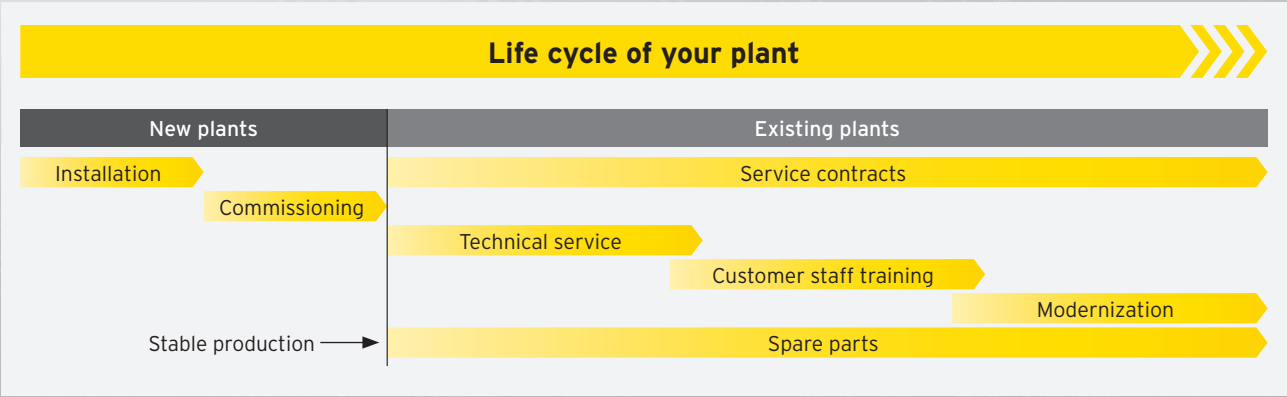 Life cycle of your plant
New plants
Existing plants
Installation
Service contracts
Commissioning
Technical service
Customer staff training
Modernization
Stable production
Spare parts